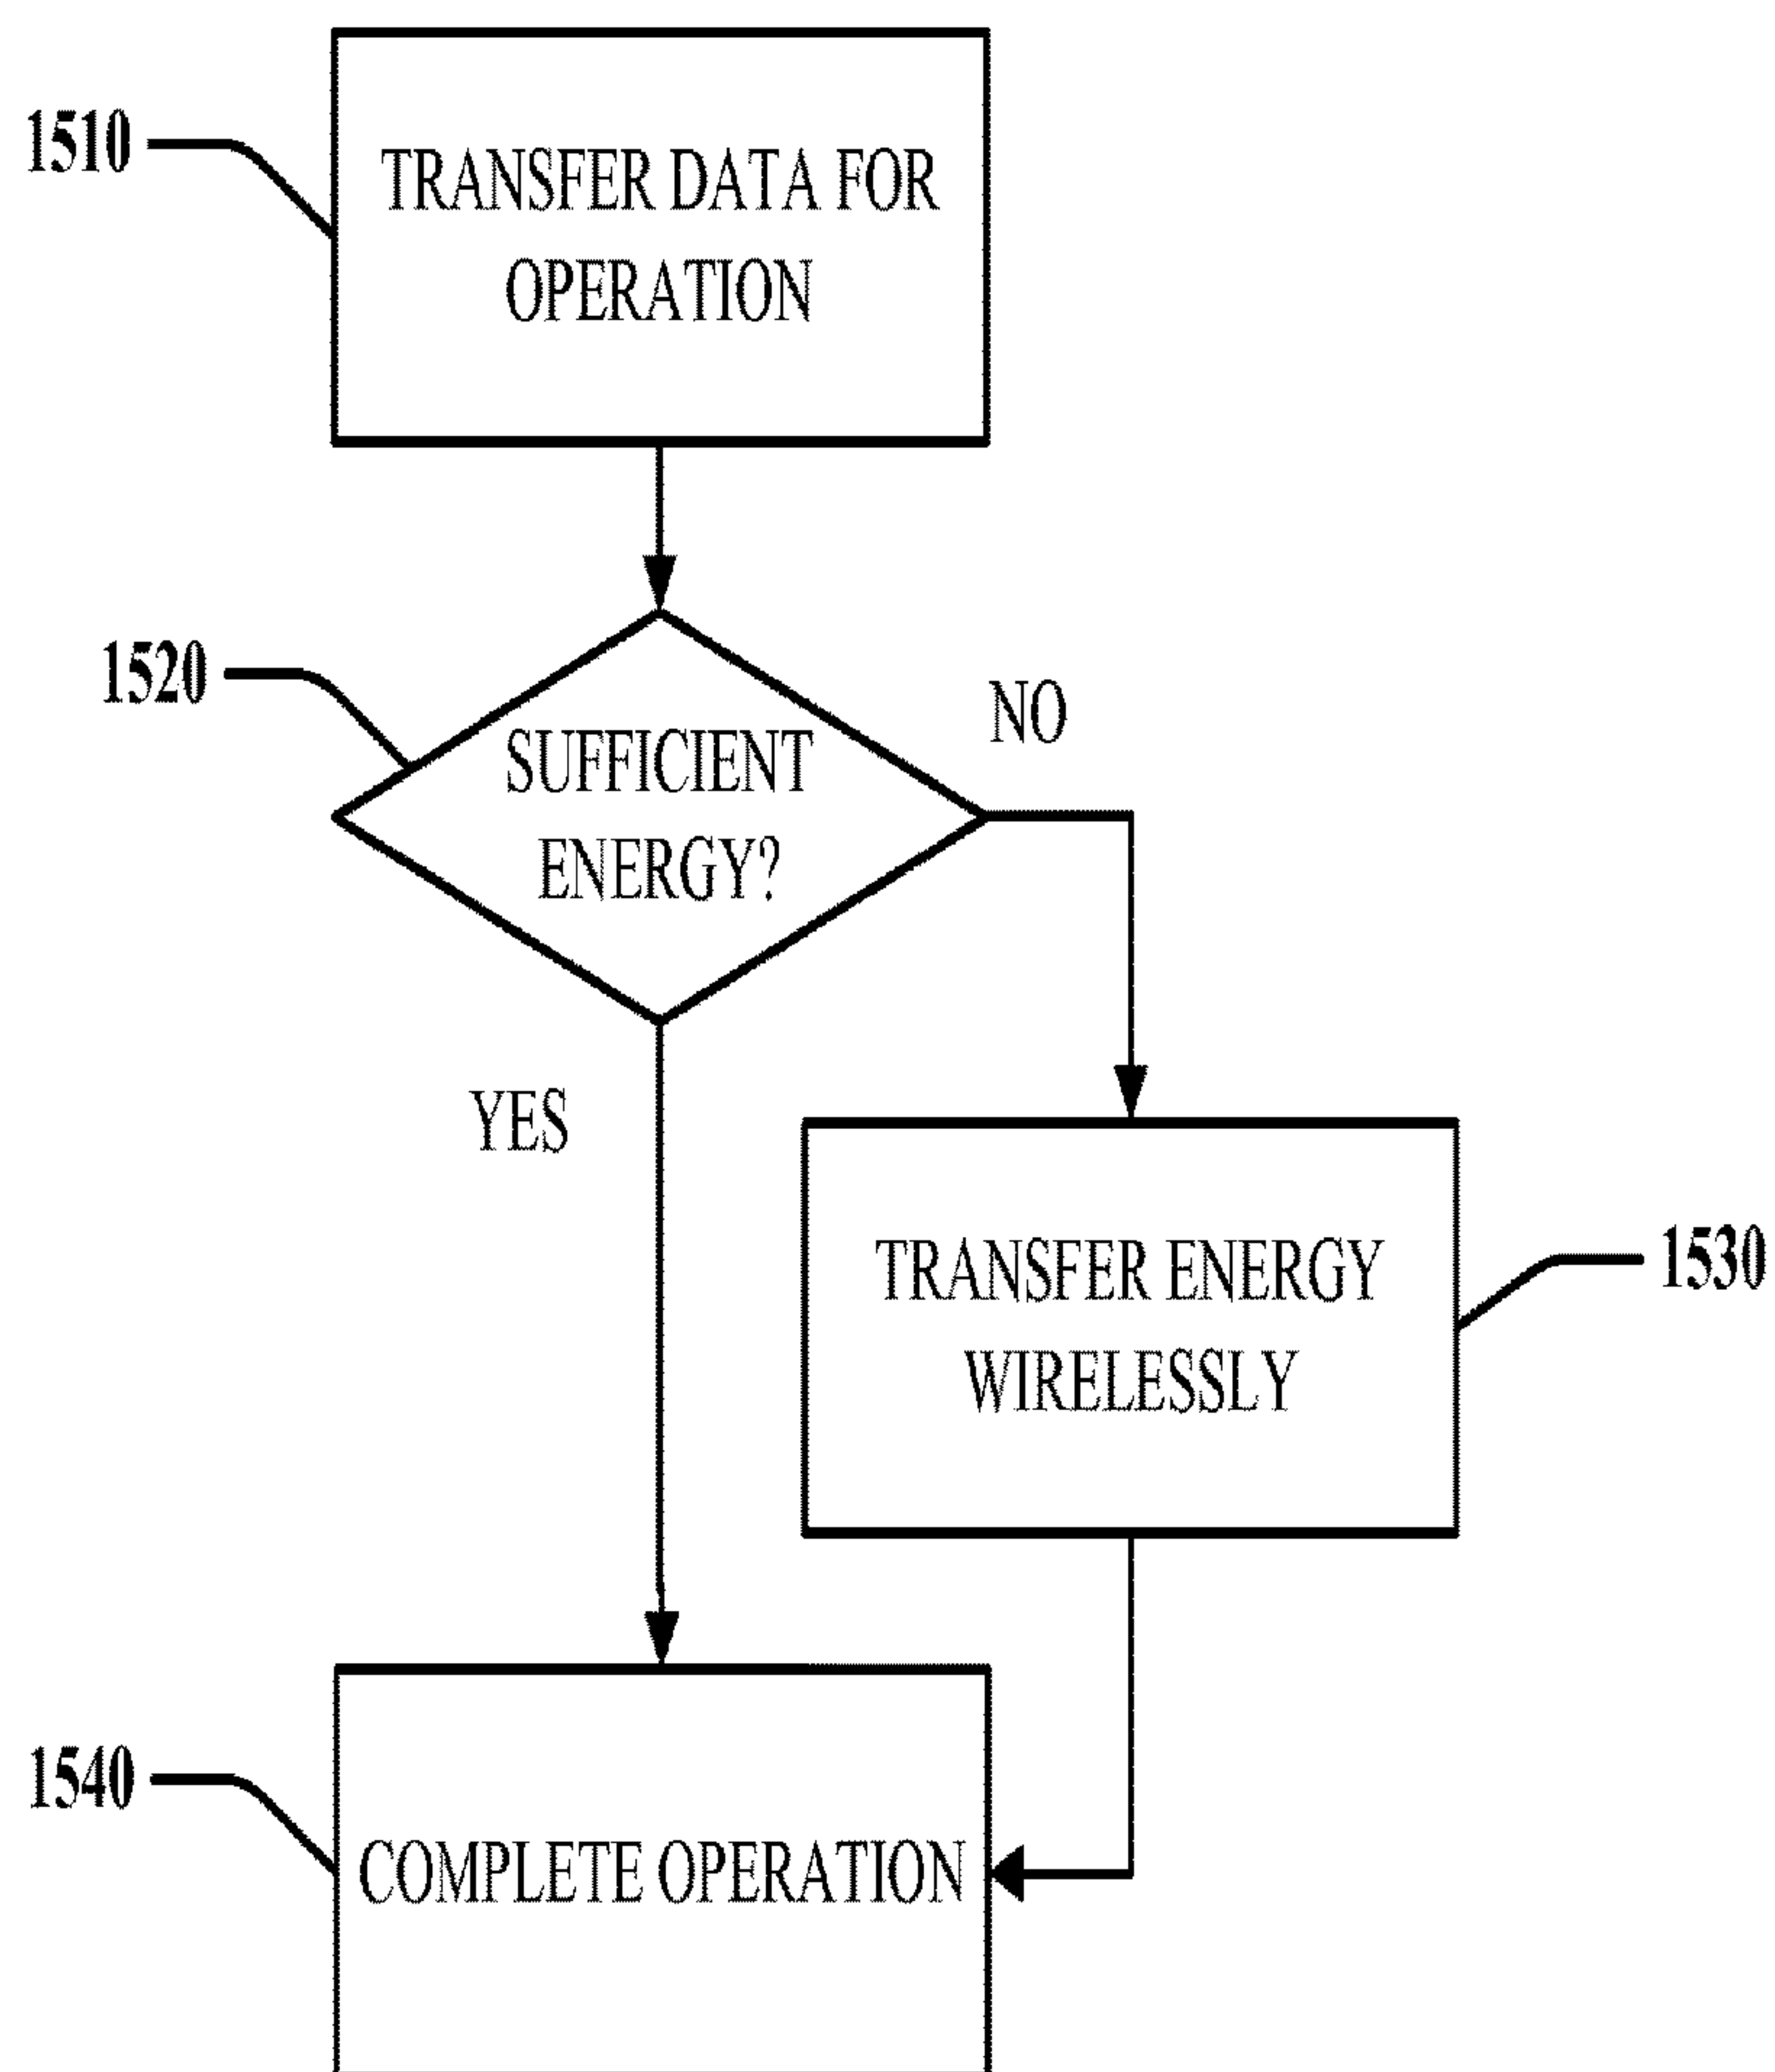 1510
TRANSFER DATA FOR
OPERATION
1520
SUFFICIENT
ENERGY?
NO
YES
TRANSFER ENERGY
WIRELESSLY
1530
1540
COMPLETE OPERATION